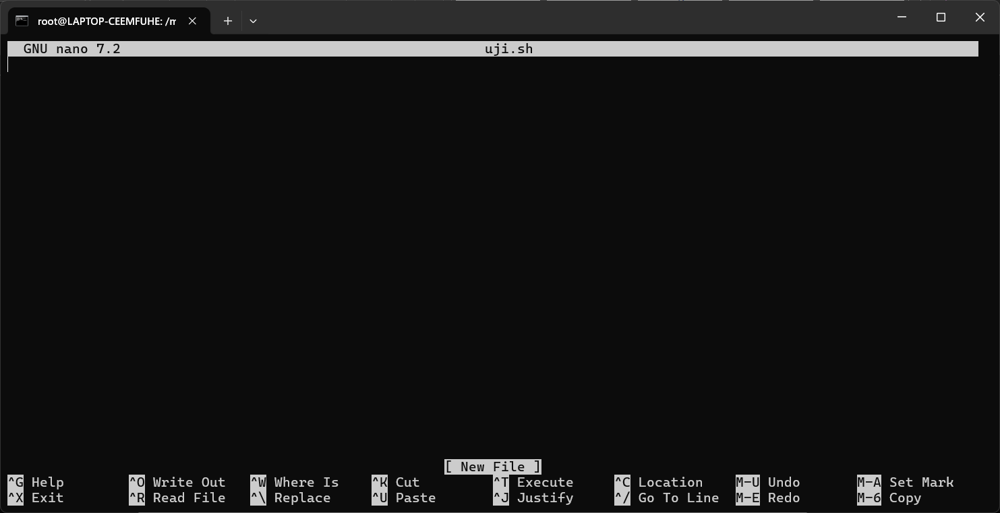 root@LAPTOP-CEEMFUHE: /m
GNU nano 7.2 uji.sh
[ New File ]
^G Help ^O Write Out ^W Where Is ^K Cut ^T Execute ^C Location M-U Undo M-A Set Mark
^X Exit ^R Read File ^\ Replace ^U Paste ^J Justify ^/ Go To Line M-E Redo M-6 Copy